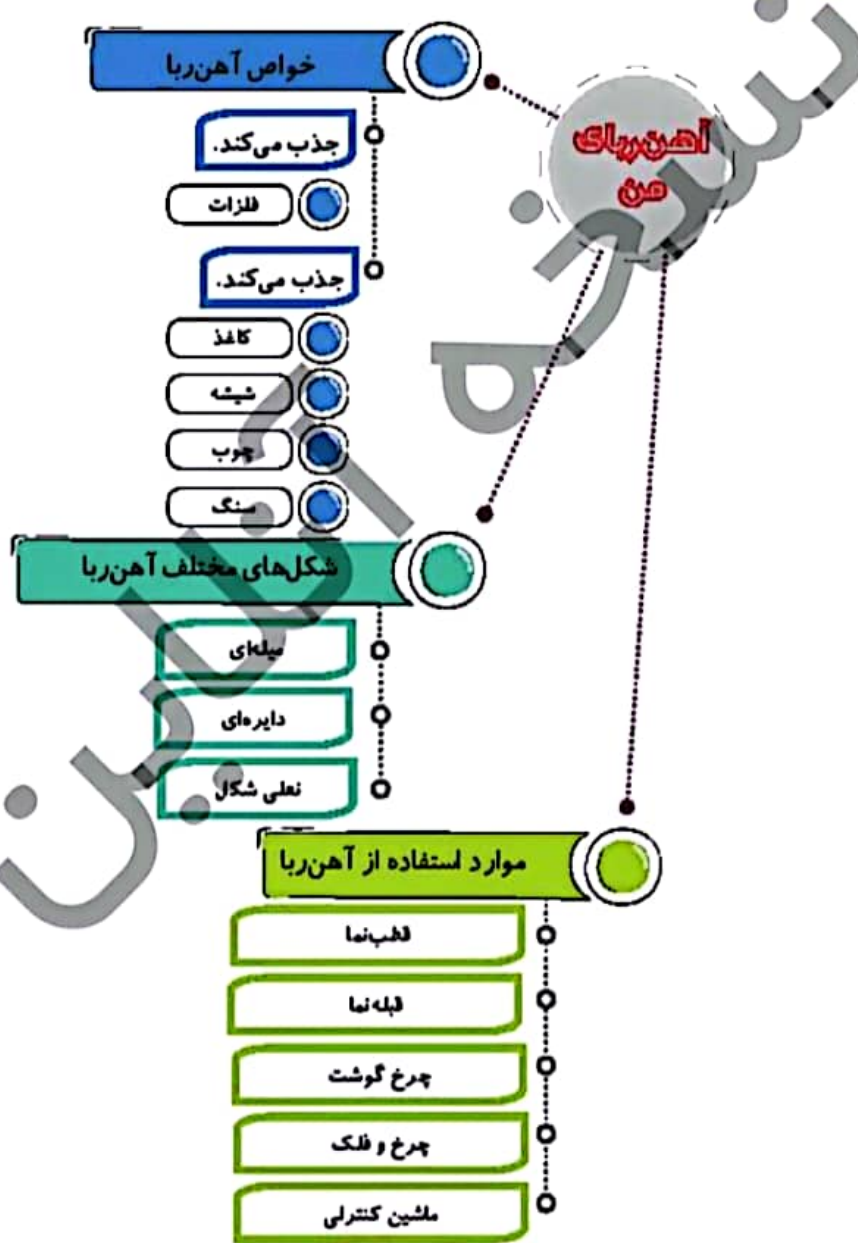 آهن‌ربای
من
خواص آهن‌ربا
جذب می‌کند.
فلزات
جذب می‌کند.
کاغذ
شیشه
چوب
سنگ
شکل‌های مختلف آهن‌ربا
میله‌ای
دایره‌ای
نعلی شکل
موارد استفاده از آهن‌ربا
قطب‌نما
قبله نما
چرخ گوشت
چرخ و فلک
ماشین کنترلی